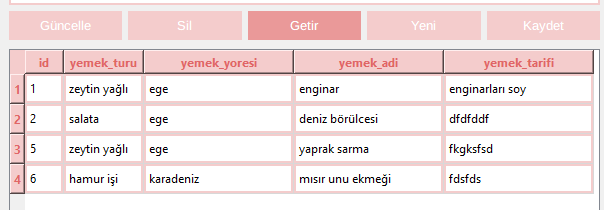 Güncelle Sil Getir Yeni Kaydet
id yemek_turu yemek_yoresi yemek_adi yemek_tarifi
1 1 zeytin yağlı ege enginar enginarları soy
2 2 salata ege deniz börülcesi dfdfddf
3 5 zeytin yağlı ege yaprak sarma fkgksfsd
4 6 hamur işi karadeniz mısır unu ekmeği fdsfds